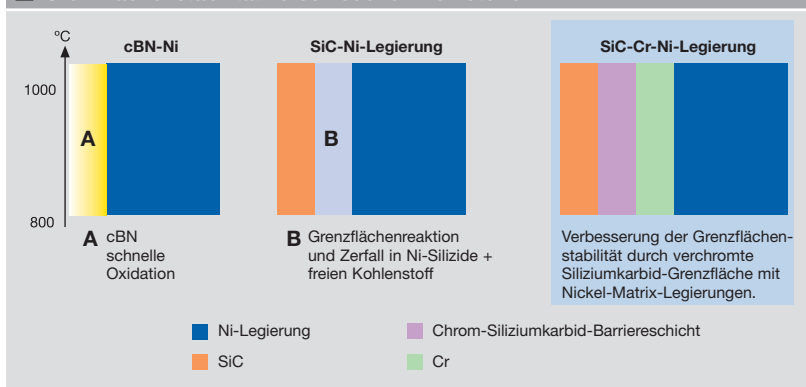 cBN-Ni
SiC-Ni-Legierung
SiC-Cr-Ni-Legierung
°C
1000
800
A
B
A cBN
schnelle
Oxidation
B Grenzflächenreaktion
und Zerfall in Ni-Silizide +
freien Kohlenstoff
Verbesserung der Grenzflächen-
stabilität durch verchromte
Siliziumkarbid-Grenzfläche mit
Nickel-Matrix-Legierungen.
Ni-Legierung
Chrom-Siliziumkarbid-Barriereschicht
SiC
Cr